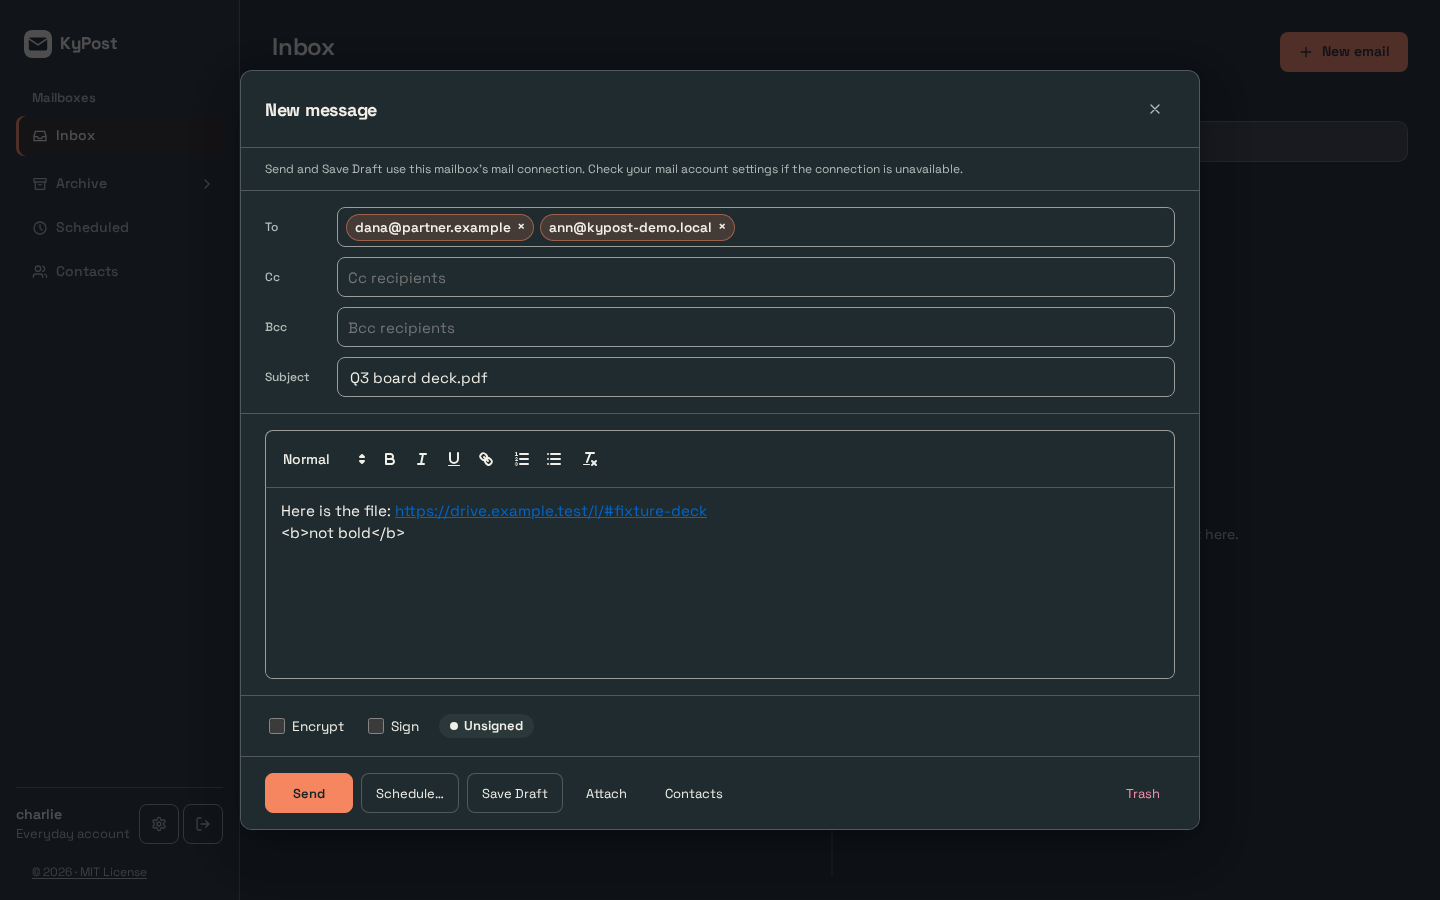 KyPost
Mailboxes
Inbox
Archive
Scheduled
Contacts
charlie
Everyday account
© 2026 · MIT License
Inbox
New email
here.
New message
Send and Save Draft use this mailbox's mail connection. Check your mail account settings if the connection is unavailable.
To
dana@partner.example ×
ann@kypost-demo.local ×
Cc
Cc recipients
Bcc
Bcc recipients
Subject
Q3 board deck.pdf
Normal
Here is the file: https://drive.example.test/l/#fixture-deck
<b>not bold</b>
Encrypt
Sign
Unsigned
Send
Schedule...
Save Draft
Attach
Contacts
Trash